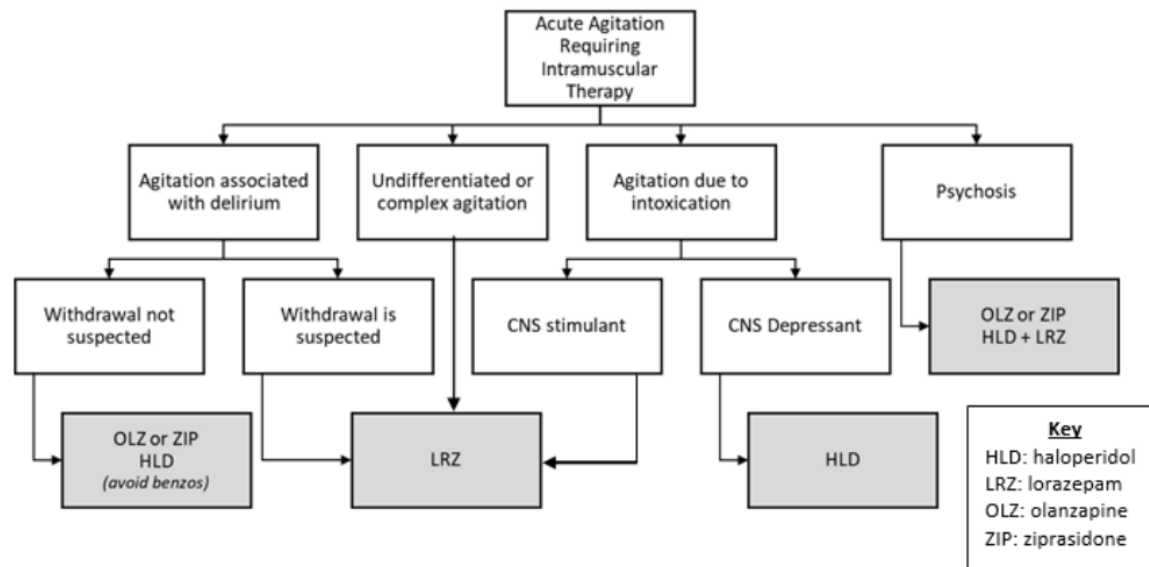 Acute Agitation
Requiring
Intramuscular
Therapy
Agitation associated
with delirium
Undifferentiated or
complex agitation
Agitation due to
intoxication
Psychosis
Withdrawal not
suspected
Withdrawal is
suspected
CNS stimulant
CNS Depressant
OLZ or ZIP
HLD + LRZ
OLZ or ZIP
HLD
(avoid benzos)
LRZ
HLD
Key
HLD: haloperidol
LRZ: lorazepam
OLZ: olanzapine
ZIP: ziprasidone